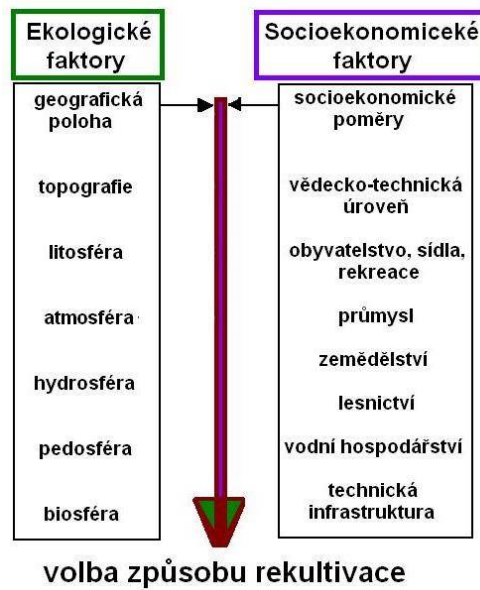 Ekologické
faktory
geografická
poloha
topografie
litosféra
atmosféra
hydrosféra
pedosféra
biosféra
Socioekonomiceké
faktory
socioekonomické
poměry
vědecko-technická
úroveň
obyvatelstvo, sídla,
rekreace
průmysl
zemědělství
lesnictví
vodní hospodářství
technická
infrastruktura
volba způsobu rekultivace